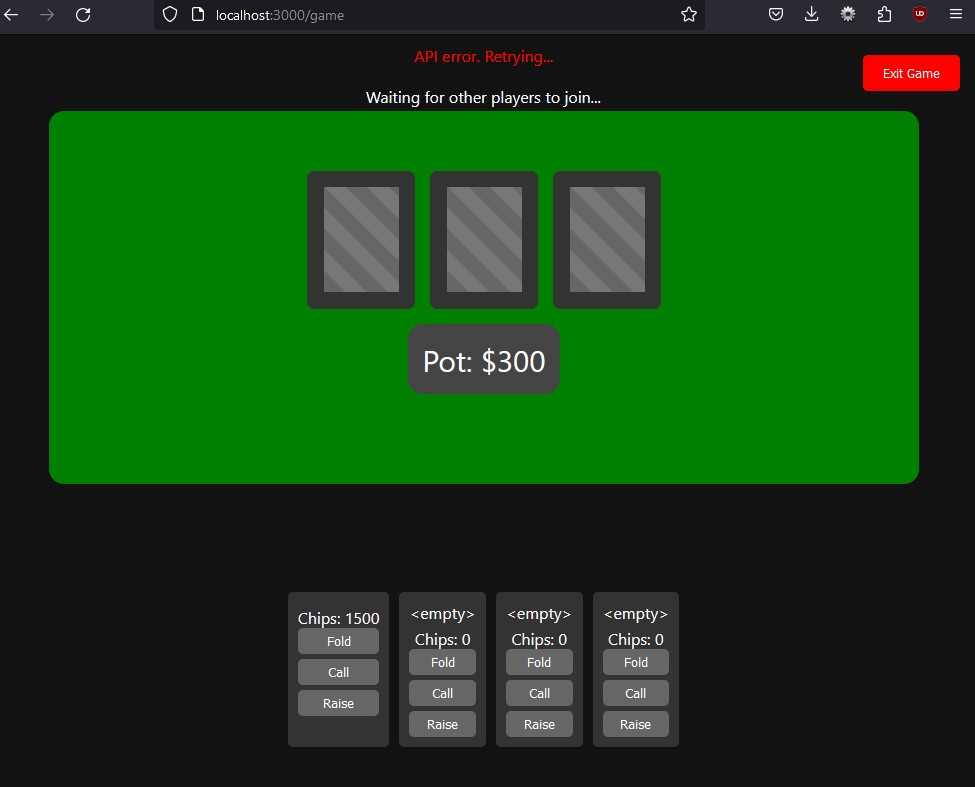 localhost:3000/game
API error. Retrying...
Exit Game
Waiting for other players to join...
Pot: $300
Chips: 1500
Fold
Call
Raise
<empty>
Chips: 0
Fold
Call
Raise
<empty>
Chips: 0
Fold
Call
Raise
<empty>
Chips: 0
Fold
Call
Raise